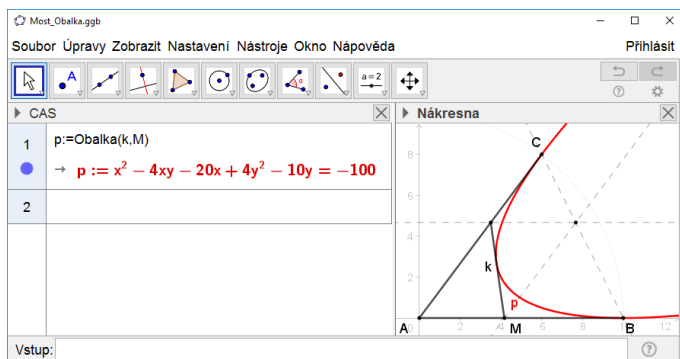 Most_Obalka.ggb
Soubor Úpravy Zobrazit Nastavení Nástroje Okno Nápověda Přihlásit
A α a=2
CAS
Nákresna
1 p:=Obalka(k,M)
→ p := x² − 4xy − 20x + 4y² − 10y = −100
2
C
8
6
4
k
2
p
A 2 4 M 6 8 B 12
Vstup: